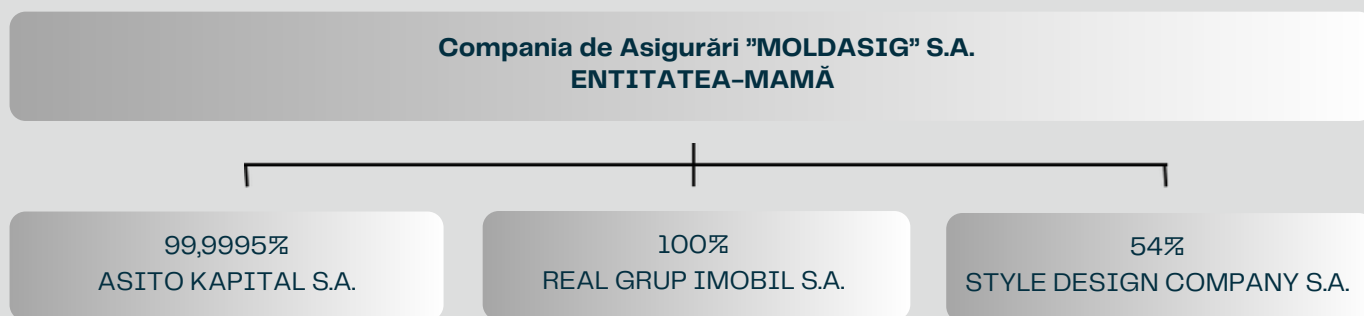 Compania de Asigurări ”MOLDASIG” S.A.
ENTITATEA-MAMĂ
99,9995%
ASITO KAPITAL S.A.
100%
REAL GRUP IMOBIL S.A.
54%
STYLE DESIGN COMPANY S.A.